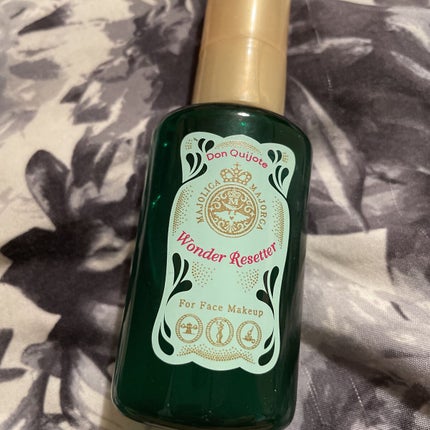 Don Quijote
MAJOLICA MAJORCA
Wonder Resetter
For Face Makeup